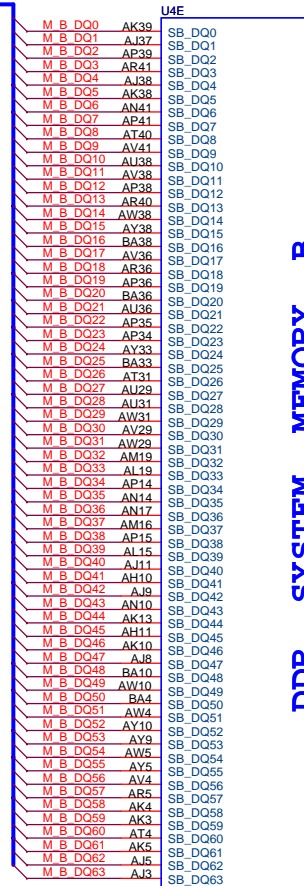 U4E
M_B_DQ0 AK39 SB_DQ0
M_B_DQ1 AJ37 SB_DQ1
M_B_DQ2 AP39 SB_DQ2
M_B_DQ3 AR41 SB_DQ3
M_B_DQ4 AJ38 SB_DQ4
M_B_DQ5 AK38 SB_DQ5
M_B_DQ6 AN41 SB_DQ6
M_B_DQ7 AP41 SB_DQ7
M_B_DQ8 AT40 SB_DQ8
M_B_DQ9 AV41 SB_DQ9
M_B_DQ10 AU38 SB_DQ10
M_B_DQ11 AV38 SB_DQ11
M_B_DQ12 AP38 SB_DQ12
M_B_DQ13 AR40 SB_DQ13
M_B_DQ14 AW38 SB_DQ14
M_B_DQ15 AY38 SB_DQ15
M_B_DQ16 BA38 SB_DQ16
M_B_DQ17 AV36 SB_DQ17
M_B_DQ18 AR36 SB_DQ18
M_B_DQ19 AP36 SB_DQ19
M_B_DQ20 BA36 SB_DQ20
M_B_DQ21 AU36 SB_DQ21
M_B_DQ22 AP35 SB_DQ22
M_B_DQ23 AP34 SB_DQ23
M_B_DQ24 AY33 SB_DQ24
M_B_DQ25 BA33 SB_DQ25
M_B_DQ26 AT31 SB_DQ26
M_B_DQ27 AU29 SB_DQ27
M_B_DQ28 AU31 SB_DQ28
M_B_DQ29 AW31 SB_DQ29
M_B_DQ30 AV29 SB_DQ30
M_B_DQ31 AW29 SB_DQ31
M_B_DQ32 AM19 SB_DQ32
M_B_DQ33 AL19 SB_DQ33
M_B_DQ34 AP14 SB_DQ34
M_B_DQ35 AN14 SB_DQ35
M_B_DQ36 AN17 SB_DQ36
M_B_DQ37 AM16 SB_DQ37
M_B_DQ38 AP15 SB_DQ38
M_B_DQ39 AL15 SB_DQ39
M_B_DQ40 AJ11 SB_DQ40
M_B_DQ41 AH10 SB_DQ41
M_B_DQ42 AJ9 SB_DQ42
M_B_DQ43 AN10 SB_DQ43
M_B_DQ44 AK13 SB_DQ44
M_B_DQ45 AH11 SB_DQ45
M_B_DQ46 AK10 SB_DQ46
M_B_DQ47 AJ8 SB_DQ47
M_B_DQ48 BA10 SB_DQ48
M_B_DQ49 AW10 SB_DQ49
M_B_DQ50 BA4 SB_DQ50
M_B_DQ51 AW4 SB_DQ51
M_B_DQ52 AY10 SB_DQ52
M_B_DQ53 AY9 SB_DQ53
M_B_DQ54 AW5 SB_DQ54
M_B_DQ55 AY5 SB_DQ55
M_B_DQ56 AV4 SB_DQ56
M_B_DQ57 AR5 SB_DQ57
M_B_DQ58 AK4 SB_DQ58
M_B_DQ59 AK3 SB_DQ59
M_B_DQ60 AT4 SB_DQ60
M_B_DQ61 AK5 SB_DQ61
M_B_DQ62 AJ5 SB_DQ62
M_B_DQ63 AJ3 SB_DQ63
DDR SYSTEM MEMORY B